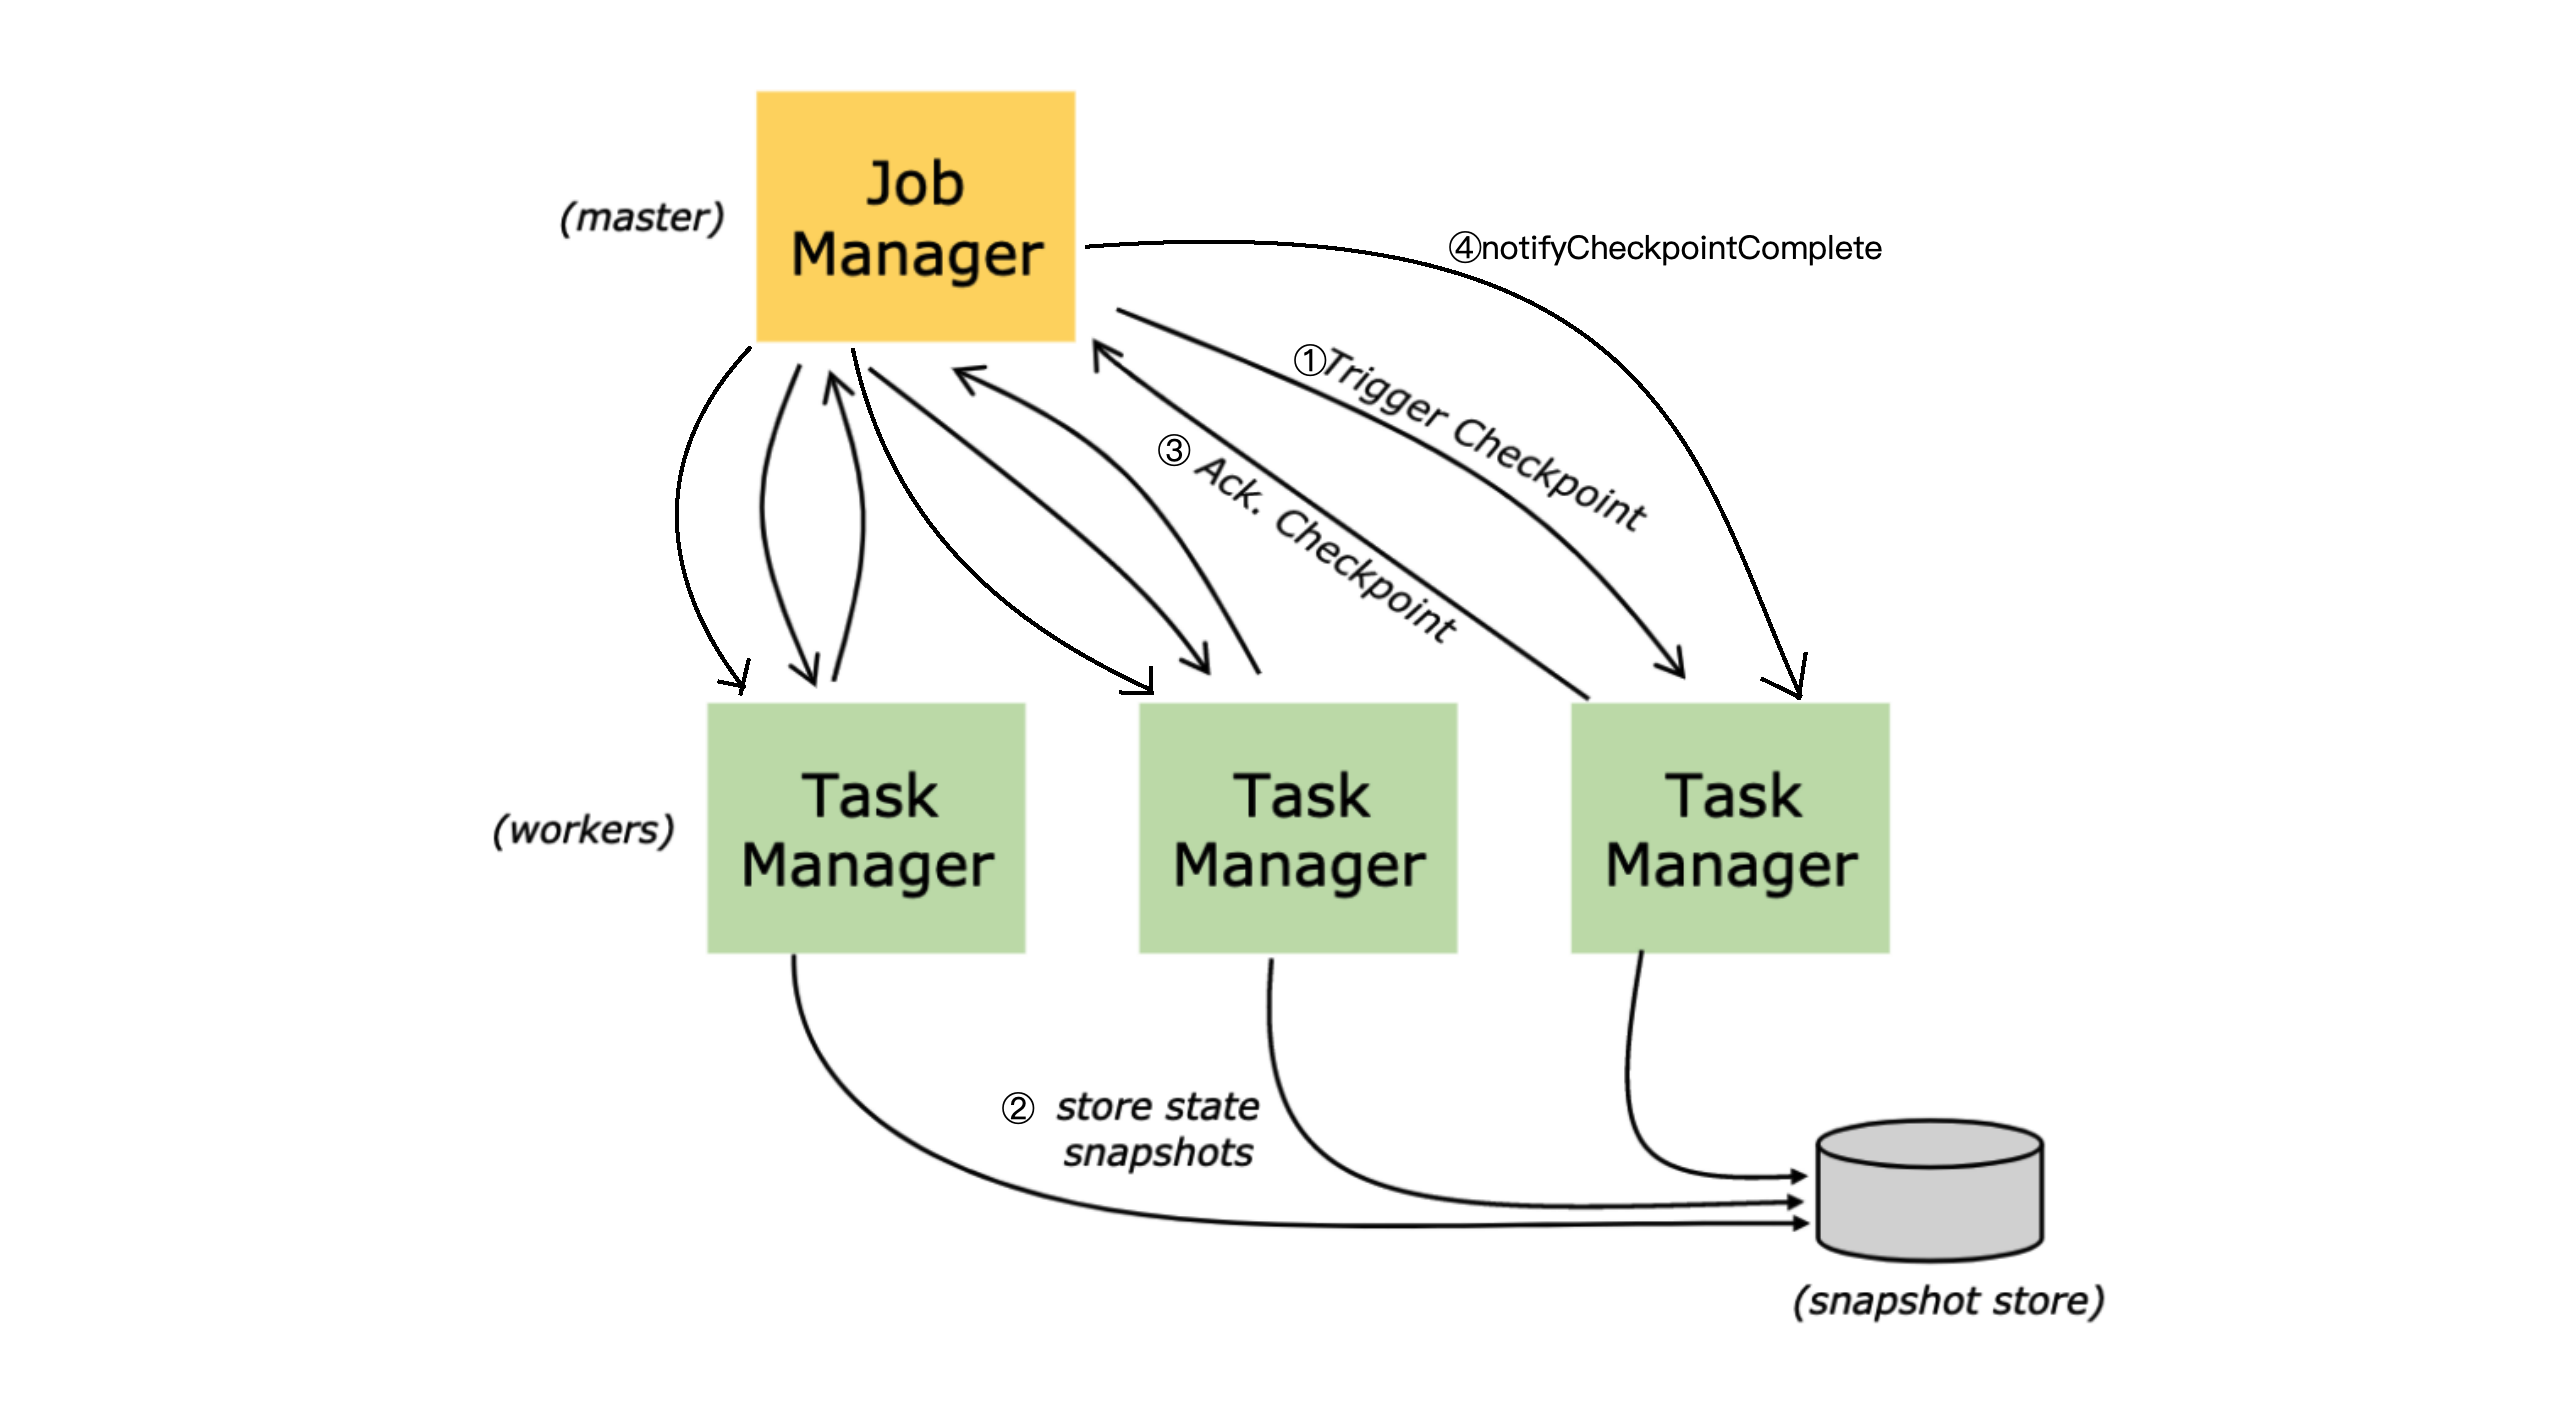 Job
Manager
(master)
④notifyCheckpointComplete
①Trigger Checkpoint
③ Ack. Checkpoint
(workers)
Task
Manager
Task
Manager
Task
Manager
② store state
snapshots
(snapshot store)